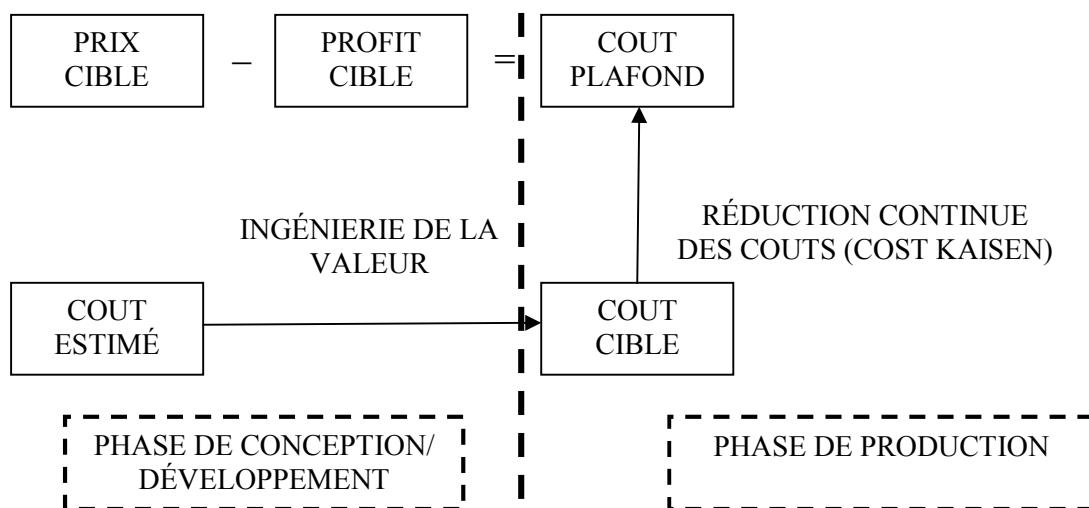 PRIX
CIBLE
–
PROFIT
CIBLE
=
COUT
PLAFOND
INGÉNIERIE DE LA
VALEUR
RÉDUCTION CONTINUE
DES COUTS (COST KAISEN)
COUT
ESTIMÉ
COUT
CIBLE
PHASE DE CONCEPTION/
DÉVELOPPEMENT
PHASE DE PRODUCTION